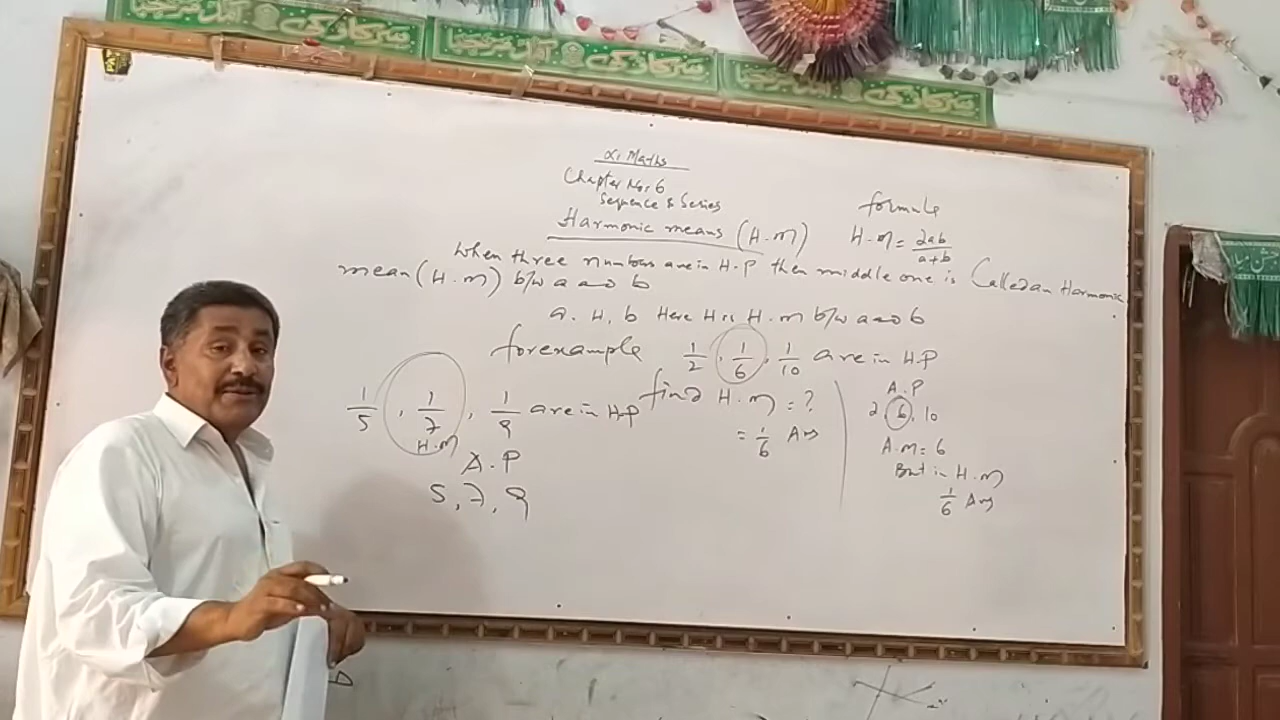 XI Maths
Chapter No: 6
Sequence & Series
Harmonic means (H.M)
formule
H.M = 2ab/a+b
When three numbers are in H.P then middle one is Called an Harmonic
mean (H.M) b/w a and b
a, H, b Here H is H.M b/w a and b
for example 1/2, 1/6, 1/10 are in H.P
find H.M = ?
= 1/6 Ans
1/5, 1/7, 1/9 are in H.P
H.M
A.P
5, 7, 9
A.P
2, 6, 10
A.M = 6
But in H.M
1/6 Ans